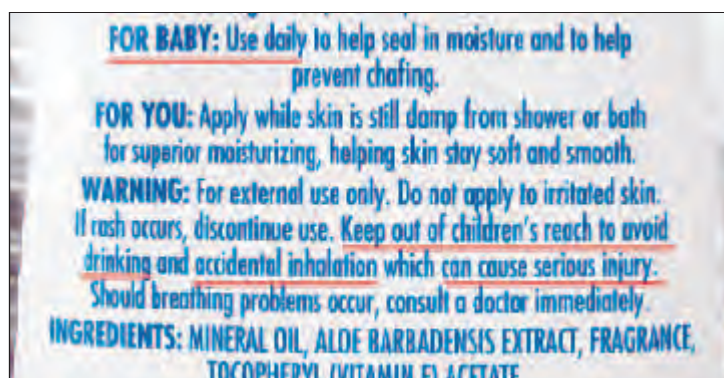 FOR BABY: Use daily to help seal in moisture and to help
prevent chafing.
FOR YOU: Apply while skin is still damp from shower or bath
for superior moisturizing, helping skin stay soft and smooth.
WARNING: For external use only. Do not apply to irritated skin.
If rash occurs, discontinue use. Keep out of children's reach to avoid
drinking and accidental inhalation which can cause serious injury.
Should breathing problems occur, consult a doctor immediately.
INGREDIENTS: MINERAL OIL, ALOE BARBADENSIS EXTRACT, FRAGRANCE,
TOCOPHERYL (VITAMIN E) ACETATE